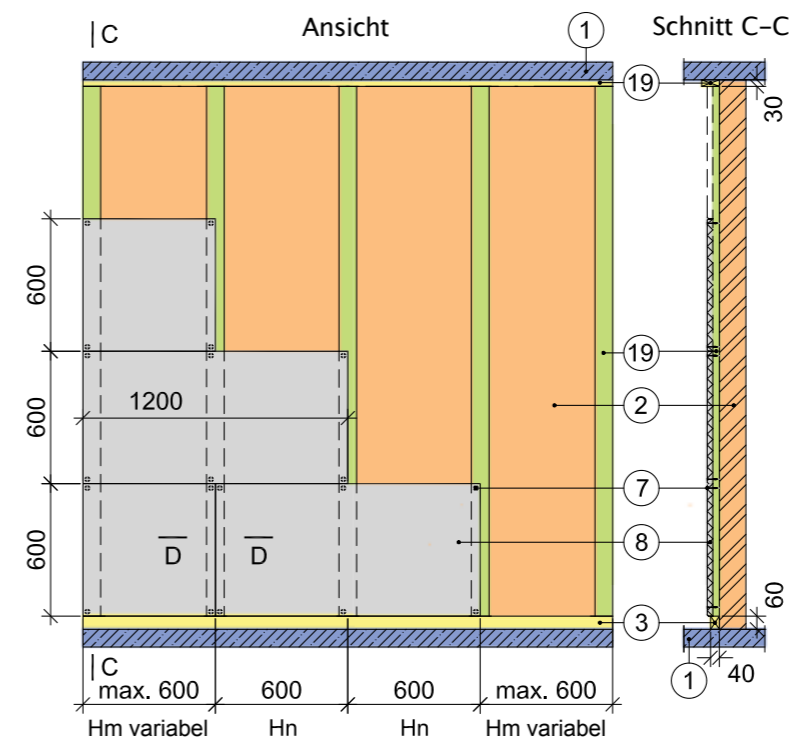 Ansicht
Schnitt C–C
C
1
19
30
600
600
1200
19
2
7
8
D
D
600
60
3
C
1
40
max. 600
600
600
max. 600
Hm variabel
Hn
Hn
Hm variabel